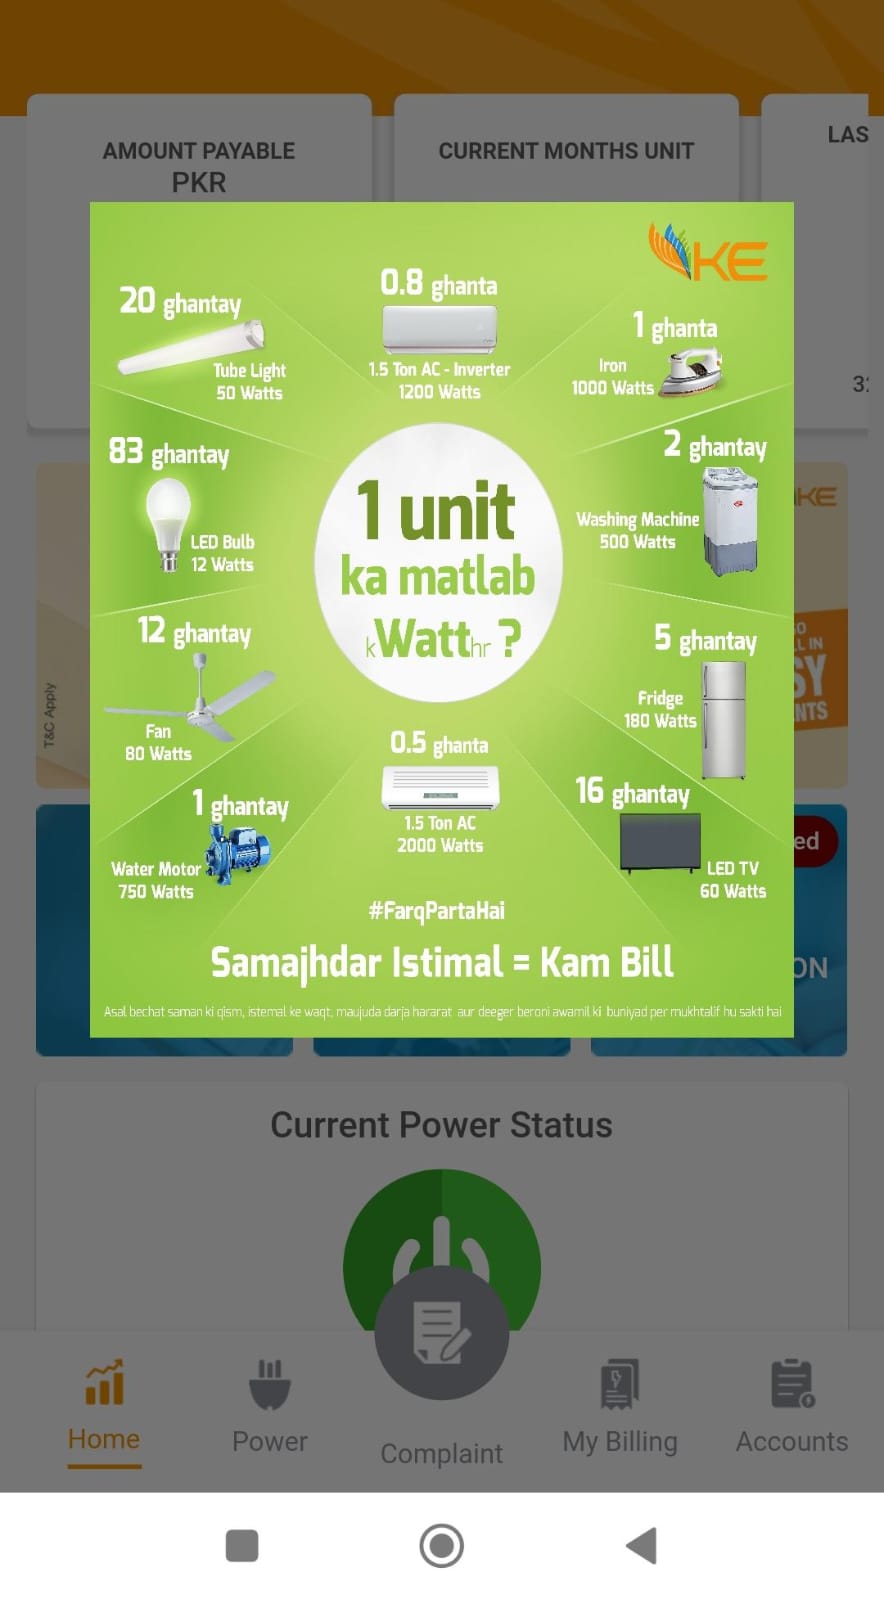 AMOUNT PAYABLE
PKR
CURRENT MONTHS UNIT
LAS
KE
20 ghantay
Tube Light
50 Watts
0.8 ghanta
1.5 Ton AC - Inverter
1200 Watts
1 ghanta
Iron
1000 Watts
83 ghantay
LED Bulb
12 Watts
1 unit
ka matlab
kWatthr ?
2 ghantay
Washing Machine
500 Watts
KE
12 ghantay
Fan
80 Watts
5 ghantay
Fridge
180 Watts
L IN
SY
NTS
T&C Apply
1 ghantay
Water Motor
750 Watts
0.5 ghanta
1.5 Ton AC
2000 Watts
16 ghantay
LED TV
60 Watts
ed
#FarqPartaHai
Samajhdar Istimal = Kam Bill
ON
Asal bechat saman ki qism, istemal ke waqt, maujuda darja hararat aur deeger beroni awamil ki buniyad per mukhtalif hu sakti hai
Current Power Status
Home
Power
Complaint
My Billing
Accounts